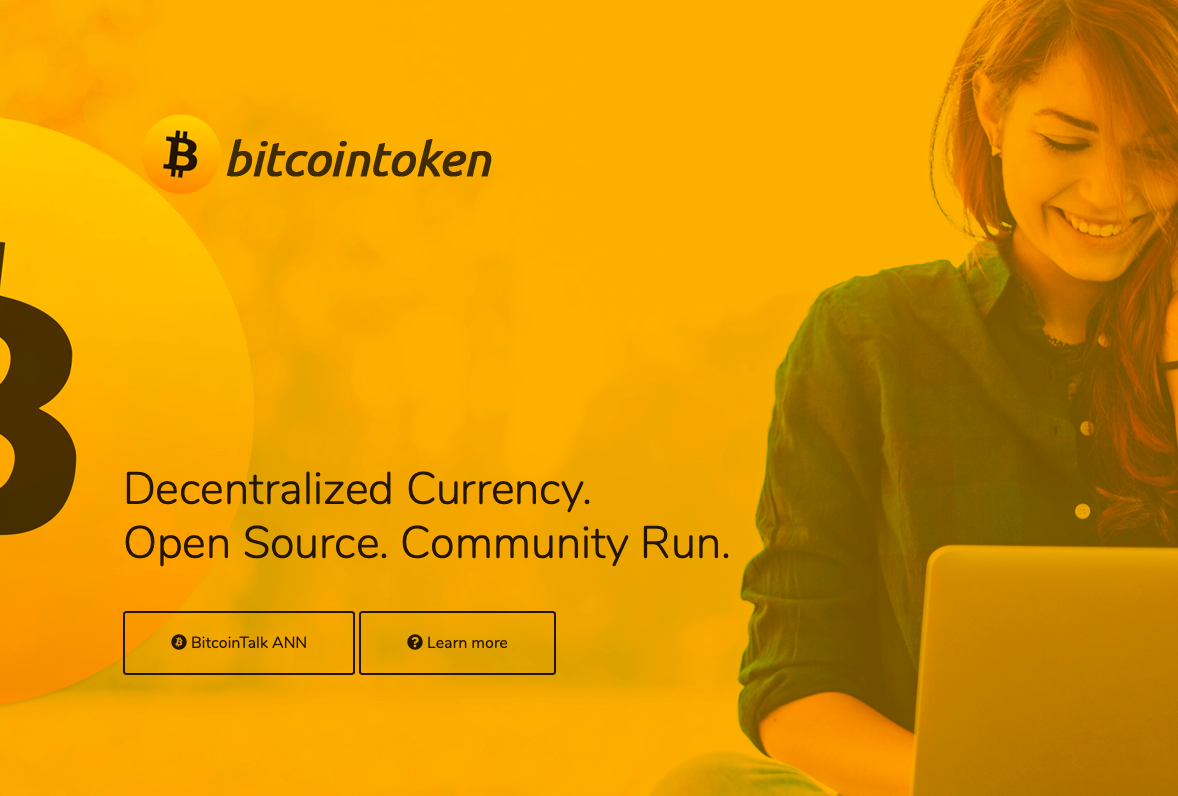 bitcointoken
Decentralized Currency.
Open Source. Community Run.
BitcoinTalk ANN
Learn more